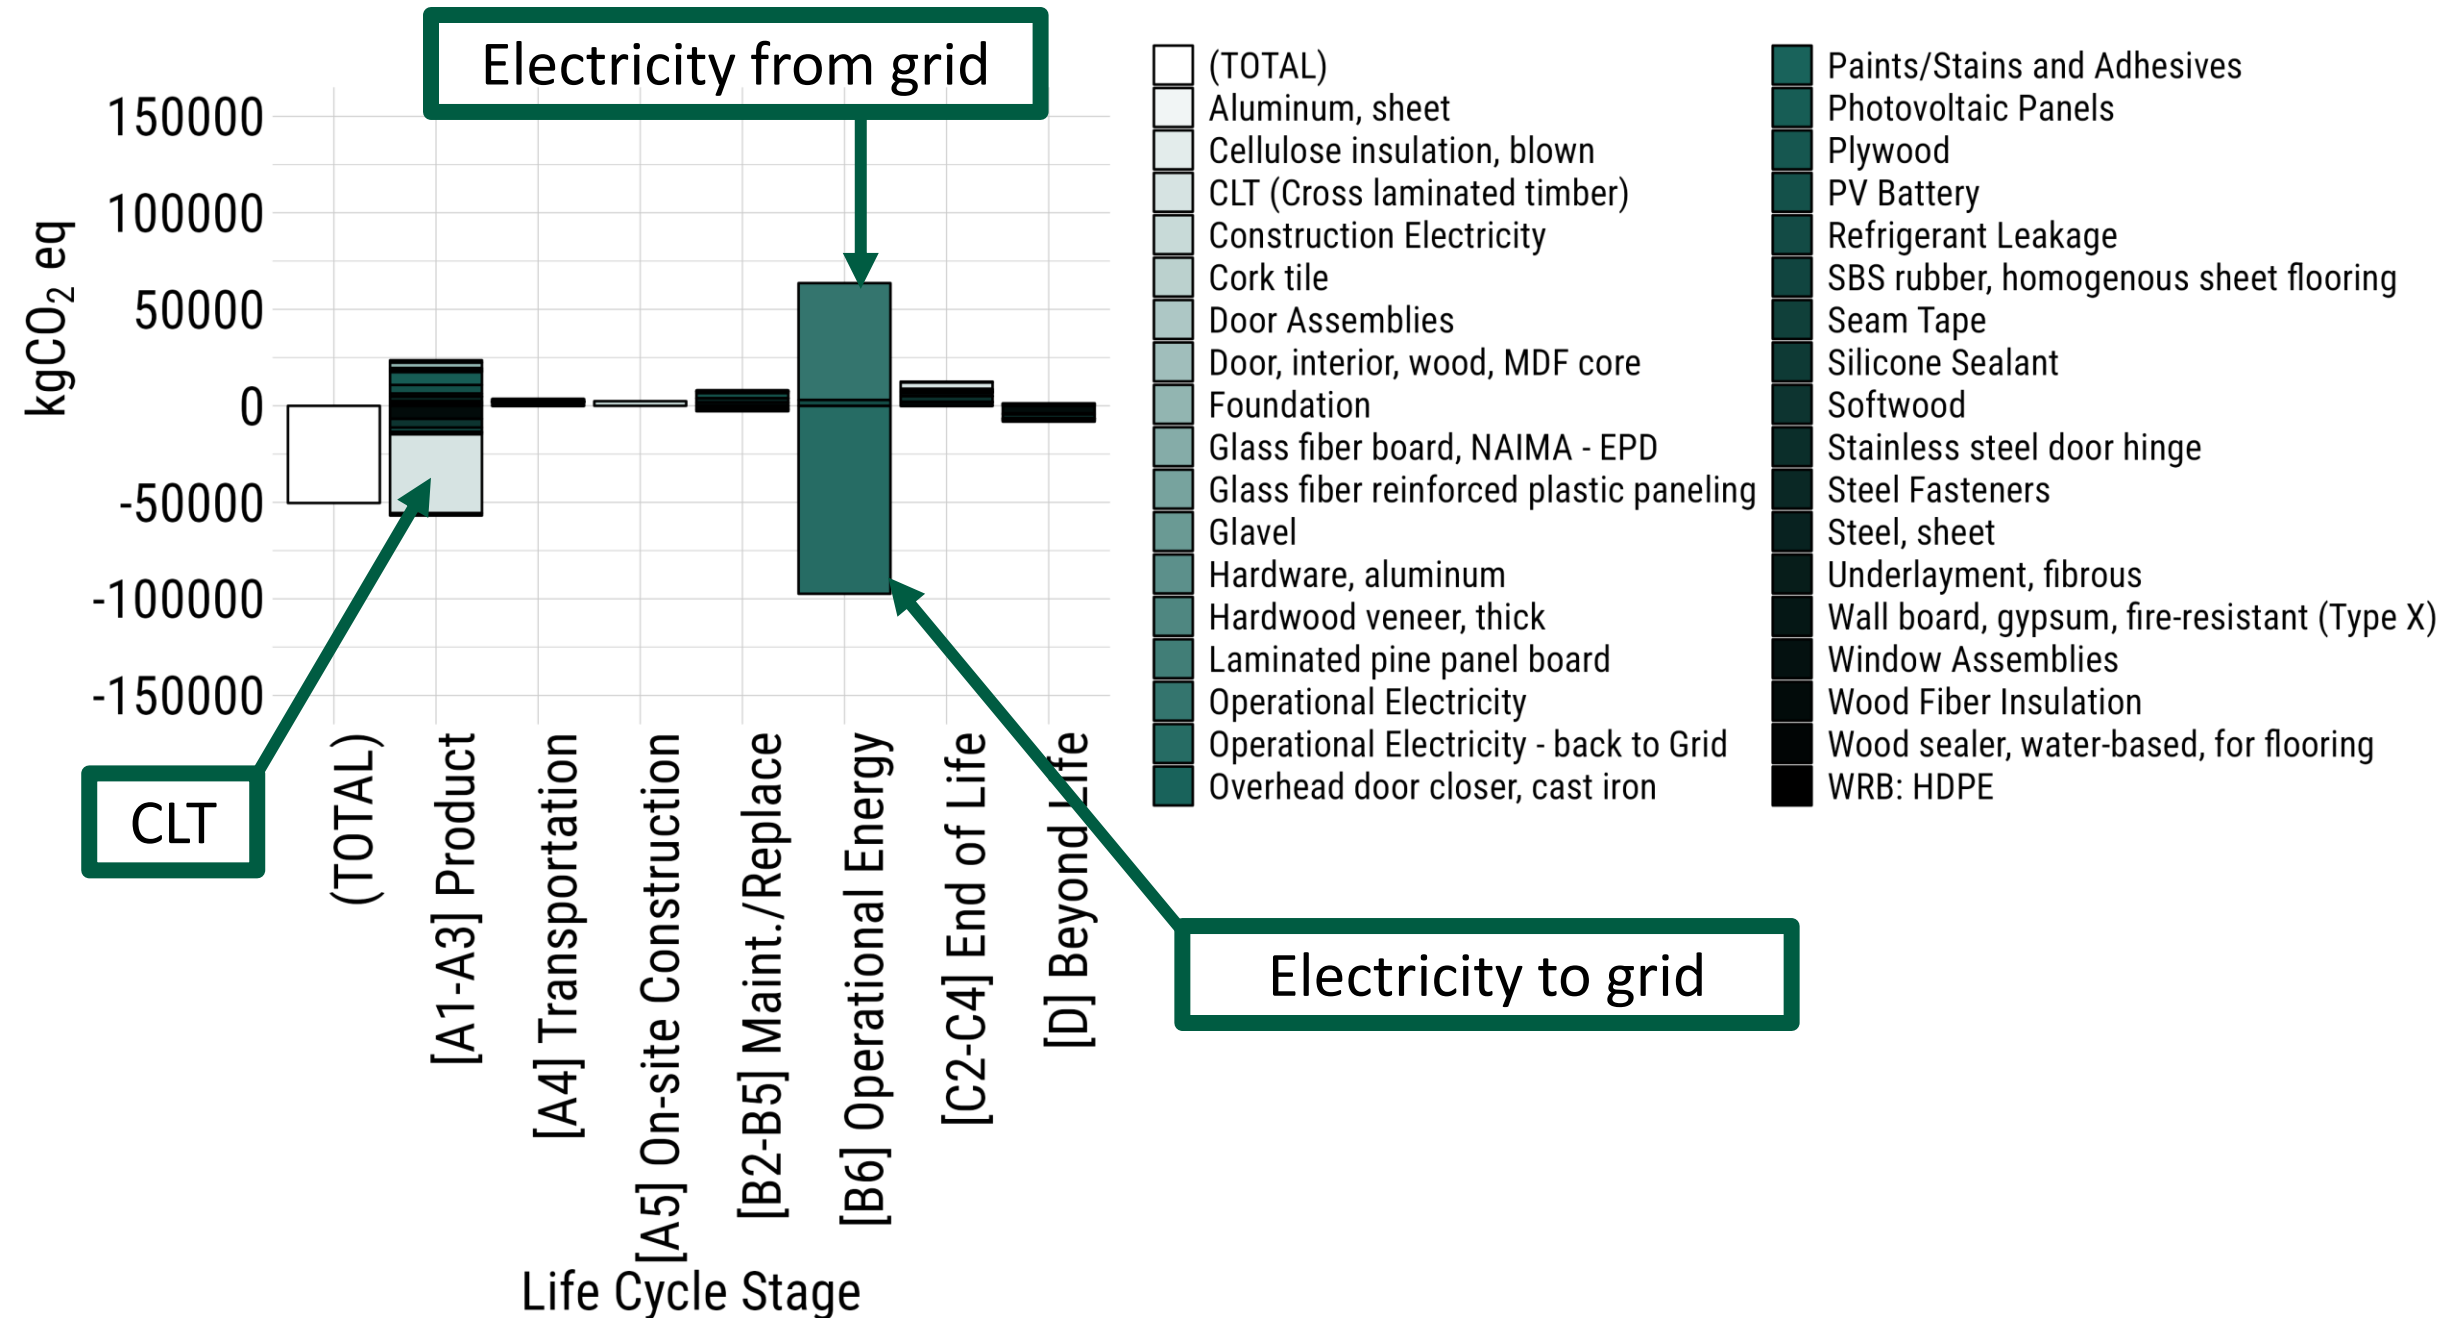 Electricity from grid
kgCO₂ eq
150000
100000
50000
0
-50000
-100000
-150000
CLT
(TOTAL)
[A1-A3] Product
[A4] Transportation
[A5] On-site Construction
[B2-B5] Maint./Replace
[B6] Operational Energy
[C2-C4] End of Life
[D] Beyond Life
Life Cycle Stage
Electricity to grid
(TOTAL)
Aluminum, sheet
Cellulose insulation, blown
CLT (Cross laminated timber)
Construction Electricity
Cork tile
Door Assemblies
Door, interior, wood, MDF core
Foundation
Glass fiber board, NAIMA - EPD
Glass fiber reinforced plastic paneling
Glavel
Hardware, aluminum
Hardwood veneer, thick
Laminated pine panel board
Operational Electricity
Operational Electricity - back to Grid
Overhead door closer, cast iron
Paints/Stains and Adhesives
Photovoltaic Panels
Plywood
PV Battery
Refrigerant Leakage
SBS rubber, homogenous sheet flooring
Seam Tape
Silicone Sealant
Softwood
Stainless steel door hinge
Steel Fasteners
Steel, sheet
Underlayment, fibrous
Wall board, gypsum, fire-resistant (Type X)
Window Assemblies
Wood Fiber Insulation
Wood sealer, water-based, for flooring
WRB: HDPE